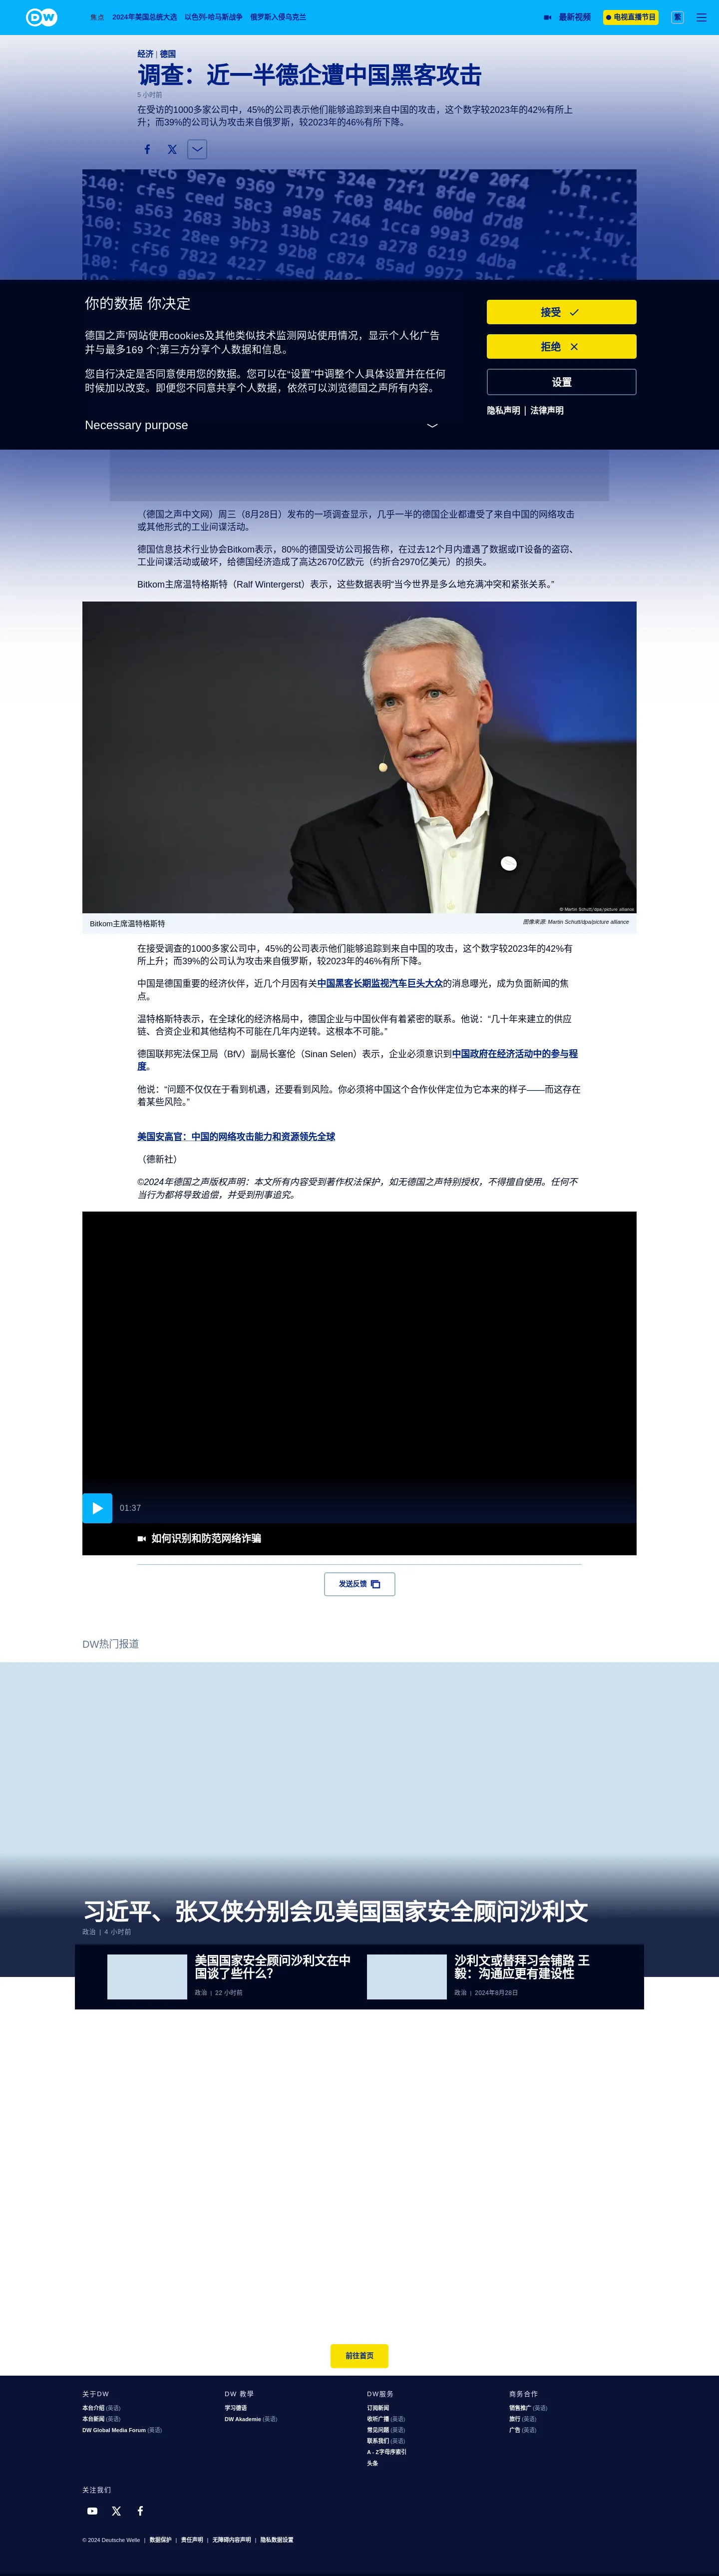 DW
焦点 2024年美国总统大选 以色列-哈马斯战争 俄罗斯入侵乌克兰
最新视频 电视直播节目 繁
经济 | 德国
调查：近一半德企遭中国黑客攻击
5 小时前
在受访的1000多家公司中，45%的公司表示他们能够追踪到来自中国的攻击，这个数字较2023年的42%有所上
升；而39%的公司认为攻击来自俄罗斯，较2023年的46%有所下降。
你的数据 你决定
德国之声'网站使用cookies及其他类似技术监测网站使用情况，显示个人化广告
并与最多169 个;第三方分享个人数据和信息。
您自行决定是否同意使用您的数据。您可以在"设置"中调整个人具体设置并在任何
时候加以改变。即便您不同意共享个人数据，依然可以浏览德国之声所有内容。
Necessary purpose
接受
拒绝
设置
隐私声明 | 法律声明
（德国之声中文网）周三（8月28日）发布的一项调查显示，几乎一半的德国企业都遭受了来自中国的网络攻击
或其他形式的工业间谍活动。
德国信息技术行业协会Bitkom表示，80%的德国受访公司报告称，在过去12个月内遭遇了数据或IT设备的盗窃、
工业间谍活动或破坏，给德国经济造成了高达2670亿欧元（约折合2970亿美元）的损失。
Bitkom主席温特格斯特（Ralf Wintergerst）表示，这些数据表明“当今世界是多么地充满冲突和紧张关系。”
© Martin Schutt/dpa/picture alliance
Bitkom主席温特格斯特
图像来源: Martin Schutt/dpa/picture alliance
在接受调查的1000多家公司中，45%的公司表示他们能够追踪到来自中国的攻击，这个数字较2023年的42%有
所上升；而39%的公司认为攻击来自俄罗斯，较2023年的46%有所下降。
中国是德国重要的经济伙伴，近几个月因有关中国黑客长期监视汽车巨头大众的消息曝光，成为负面新闻的焦
点。
温特格斯特表示，在全球化的经济格局中，德国企业与中国伙伴有着紧密的联系。他说：“几十年来建立的供应
链、合资企业和其他结构不可能在几年内逆转。这根本不可能。”
德国联邦宪法保卫局（BfV）副局长塞伦（Sinan Selen）表示，企业必须意识到中国政府在经济活动中的参与程
度。
他说：“问题不仅仅在于看到机遇，还要看到风险。你必须将中国这个合作伙伴定位为它本来的样子——而这存在
着某些风险。”
美国安高官：中国的网络攻击能力和资源领先全球
（德新社）
©2024年德国之声版权声明：本文所有内容受到著作权法保护，如无德国之声特别授权，不得擅自使用。任何不
当行为都将导致追偿，并受到刑事追究。
01:37
如何识别和防范网络诈骗
发送反馈
DW热门报道
习近平、张又侠分别会见美国国家安全顾问沙利文
政治 | 4 小时前
美国国家安全顾问沙利文在中
国谈了些什么？
政治 | 22 小时前
沙利文或替拜习会铺路 王
毅：沟通应更有建设性
政治 | 2024年8月28日
前往首页
关于DW
本台介绍 (英语)
本台新闻 (英语)
DW Global Media Forum (英语)
DW 教學
学习德语
DW Akademie (英语)
DW服务
订阅新闻
收听广播 (英语)
常见问题 (英语)
联系我们 (英语)
A - Z字母序索引
头条
商务合作
销售推广 (英语)
旅行 (英语)
广告 (英语)
关注我们
© 2024 Deutsche Welle | 数据保护 | 责任声明 | 无障碍内容声明 | 隐私数据设置